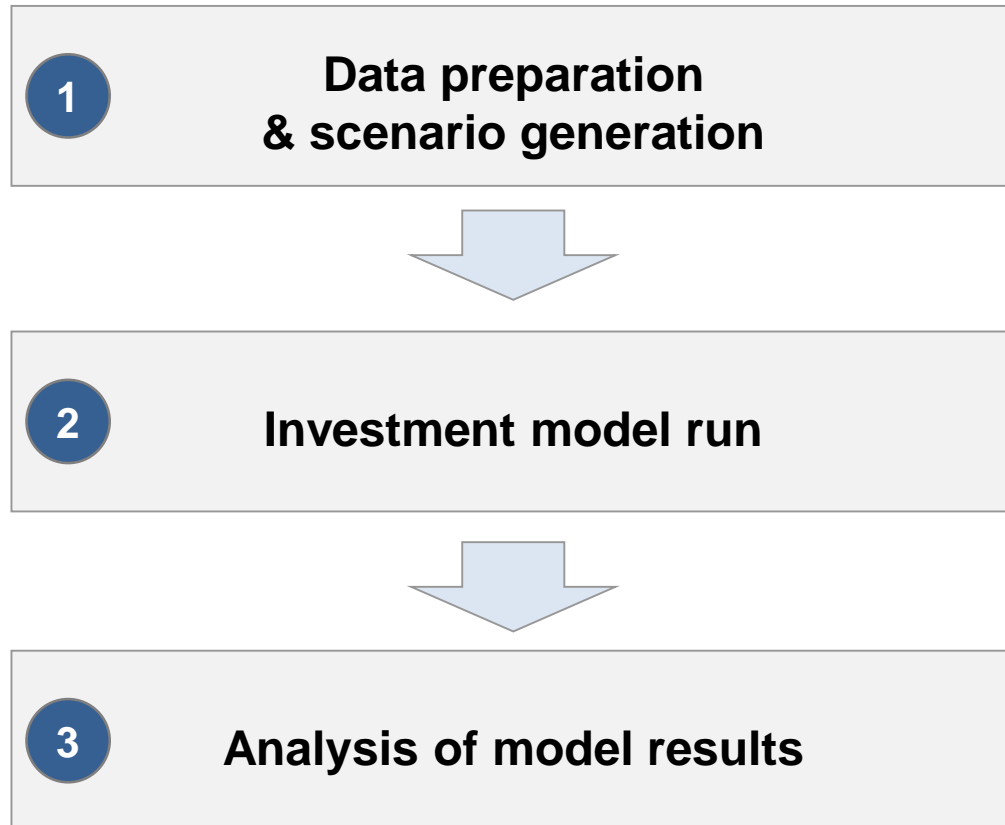 1
Data preparation
& scenario generation
2
Investment model run
3
Analysis of model results